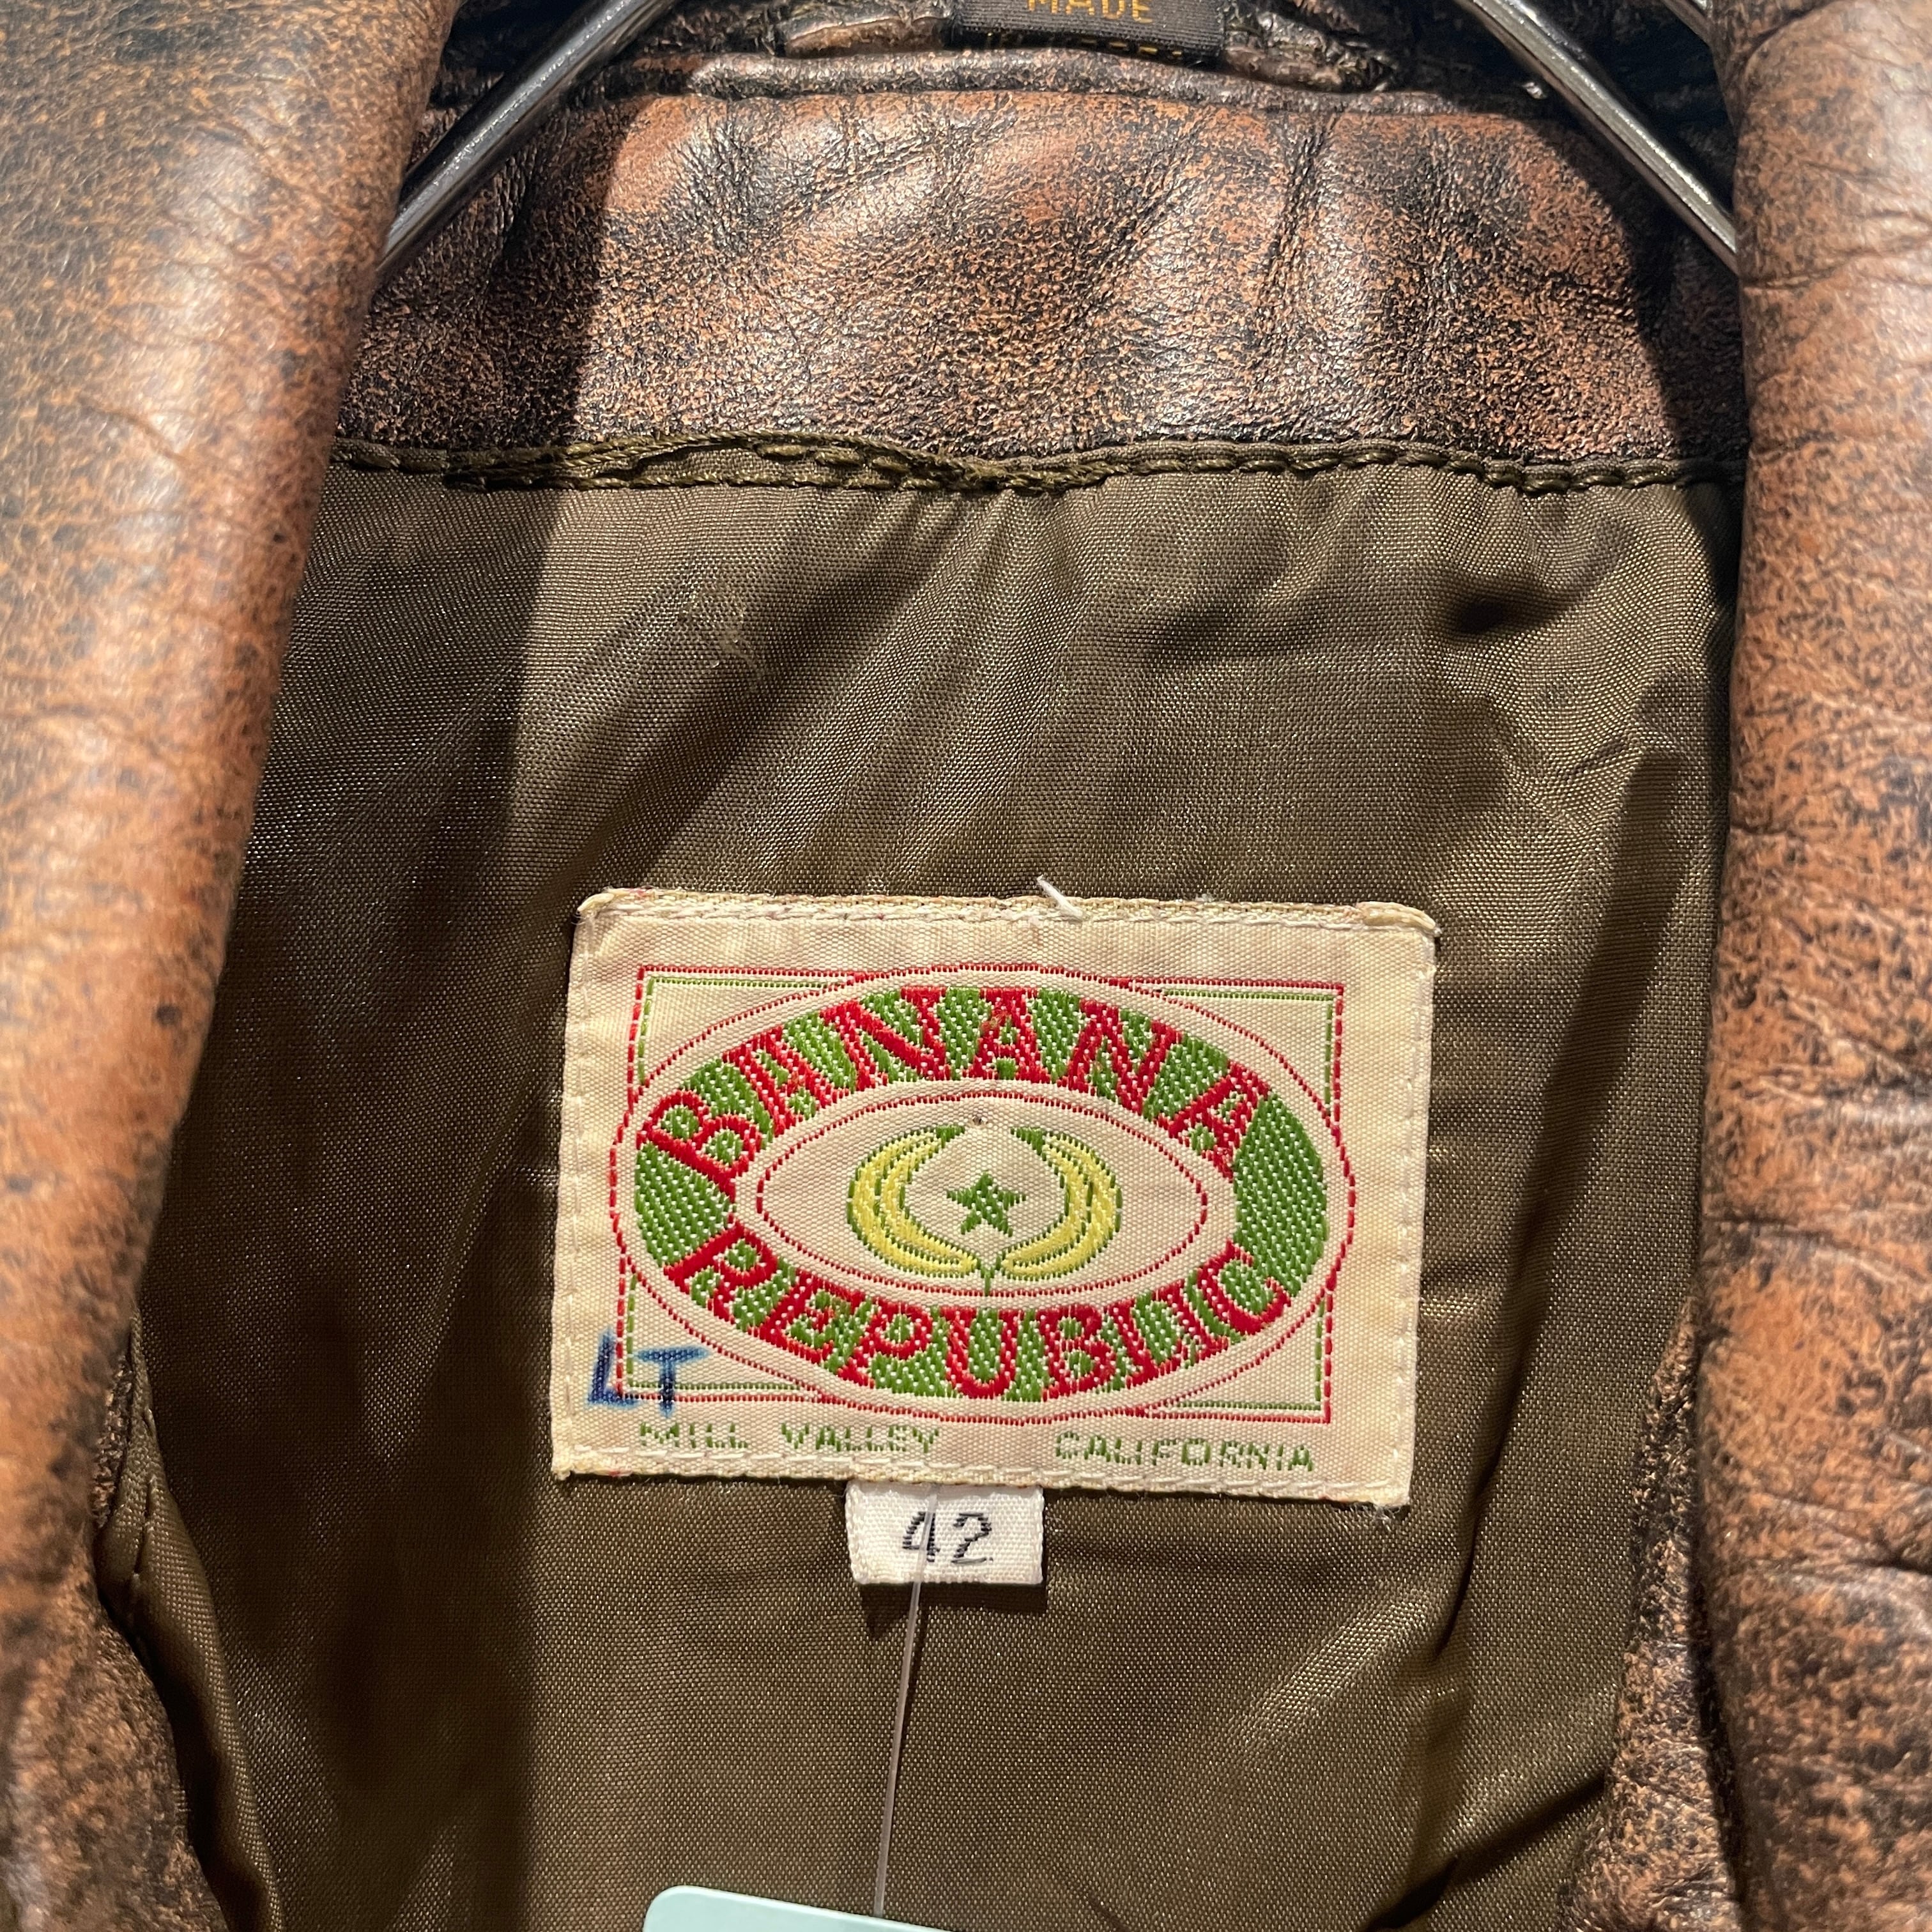 MADE
BANANA
REPUBLIC
LT
MILL VALLEY CALIFORNIA
42